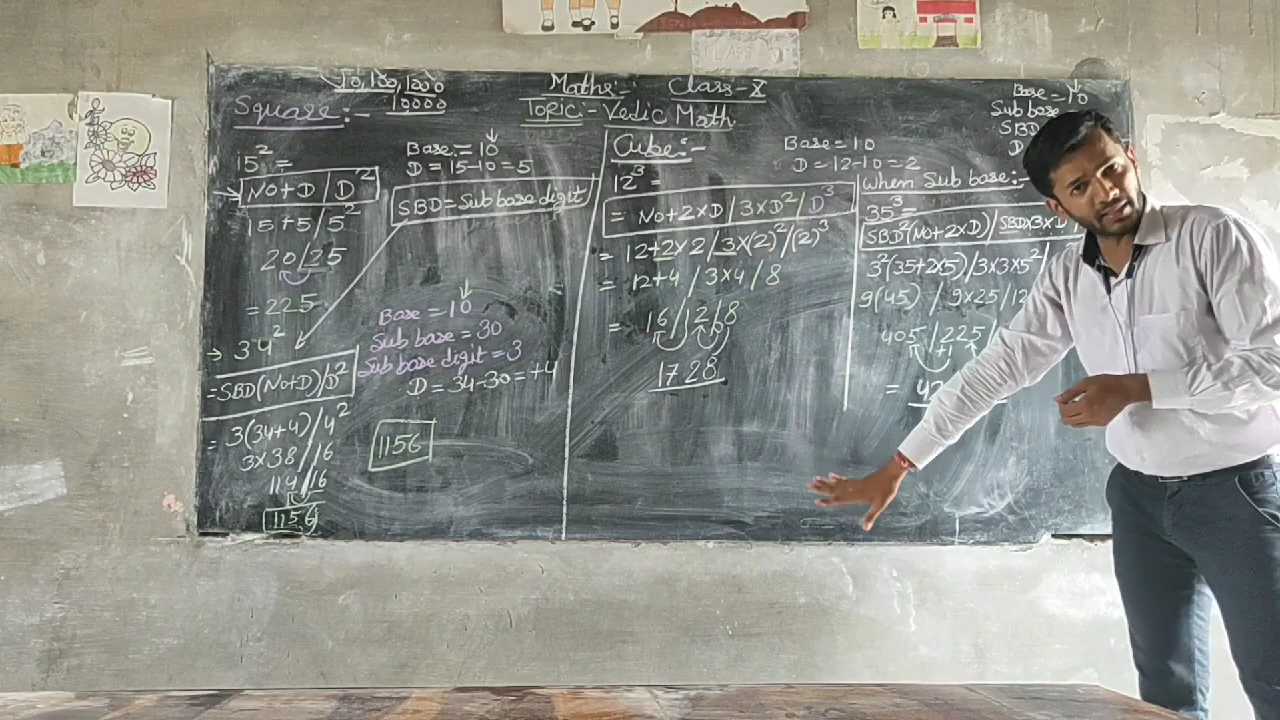 10, 100, 1000
10000
Maths:- Class-X
Topic:- Vedic Math
Square:-
15² =
Base = 10
D = 15-10 = 5
No+D / D²
SBD = Sub base digit
15+5/5²
20/25
= 225
→ 34²
Base = 10
Sub base = 30
Sub base digit = 3
D = 34-30 = +4
= SBD(No+D)/D²
= 3(34+4)/4²
3×38/16
114/16
1156
1156
Cube:-
Base = 10
D = 12-10 = 2
12³ =
= No+2×D / 3×D² / D³
= 12+2×2/3×(2)²/(2)³
= 12+4 / 3×4 / 8
= 16/12/8
1728
Base = 10
Sub base
SBD
D
When Sub base:-
35³ =
SBD²(No+2×D)/SBD×3×D
3²(35+2×5)/3×3×5²/
9(45) / 9×25/12
405/225
+1
= 42